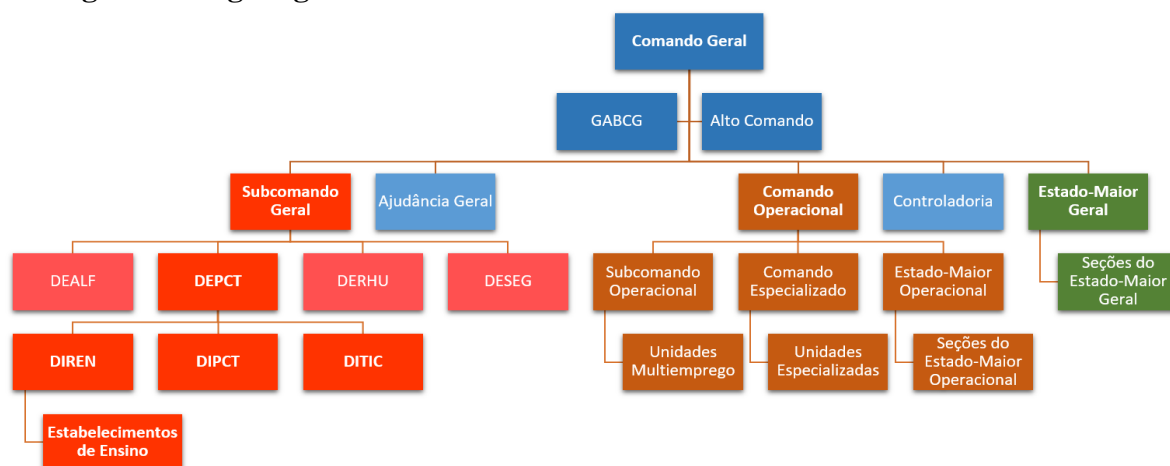 Comando Geral
GABCG
Alto Comando
Subcomando
Geral
Ajudância Geral
Comando
Operacional
Controladoria
Estado-Maior
Geral
DEALF
DEPCT
DERHU
DESEG
Subcomando
Operacional
Comando
Especializado
Estado-Maior
Operacional
Seções do
Estado-Maior
Geral
DIREN
DIPCT
DITIC
Unidades
Multiemprego
Unidades
Especializadas
Seções do
Estado-Maior
Operacional
Estabelecimentos
de Ensino